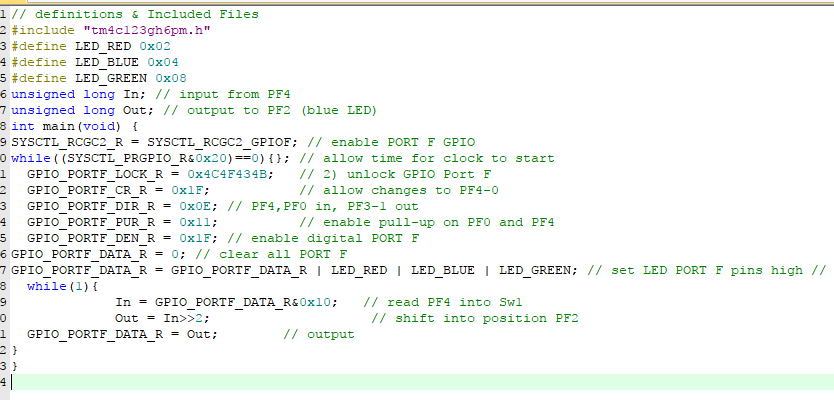 1 // definitions & Included Files
2 #include "tm4c123gh6pm.h"
3 #define LED_RED 0x02
4 #define LED_BLUE 0x04
5 #define LED_GREEN 0x08
6 unsigned long In; // input from PF4
7 unsigned long Out; // output to PF2 (blue LED)
8 int main(void) {
9 SYSCTL_RCGC2_R = SYSCTL_RCGC2_GPIOF; // enable PORT F GPIO
0 while((SYSCTL_PRGPIO_R&0x20)==0){}; // allow time for clock to start
1 GPIO_PORTF_LOCK_R = 0x4C4F434B; // 2) unlock GPIO Port F
2 GPIO_PORTF_CR_R = 0x1F; // allow changes to PF4-0
3 GPIO_PORTF_DIR_R = 0x0E; // PF4,PF0 in, PF3-1 out
4 GPIO_PORTF_PUR_R = 0x11; // enable pull-up on PF0 and PF4
5 GPIO_PORTF_DEN_R = 0x1F; // enable digital PORT F
6 GPIO_PORTF_DATA_R = 0; // clear all PORT F
7 GPIO_PORTF_DATA_R = GPIO_PORTF_DATA_R | LED_RED | LED_BLUE | LED_GREEN; // set LED PORT F pins high //
8 while(1){
9 In = GPIO_PORTF_DATA_R&0x10; // read PF4 into Sw1
0 Out = In>>2; // shift into position PF2
1 GPIO_PORTF_DATA_R = Out; // output
2 }
3 }
4